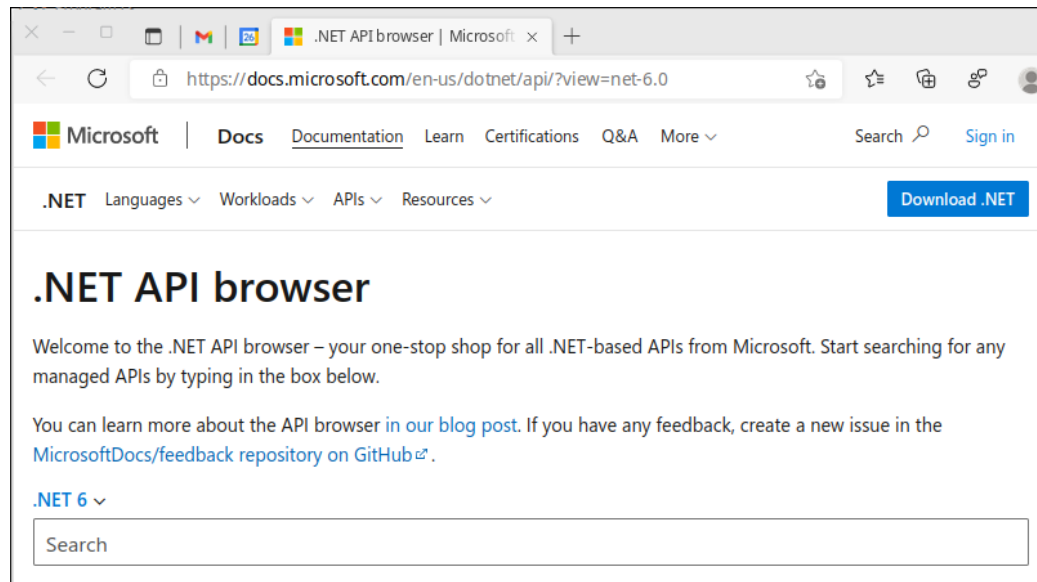 26
.NET API browser | Microsoft
https://docs.microsoft.com/en-us/dotnet/api/?view=net-6.0
Microsoft Docs Documentation Learn Certifications Q&A More Search Sign in
.NET Languages Workloads APIs Resources Download .NET
.NET API browser
Welcome to the .NET API browser – your one-stop shop for all .NET-based APIs from Microsoft. Start searching for any
managed APIs by typing in the box below.
You can learn more about the API browser in our blog post. If you have any feedback, create a new issue in the
MicrosoftDocs/feedback repository on GitHub .
.NET 6
Search